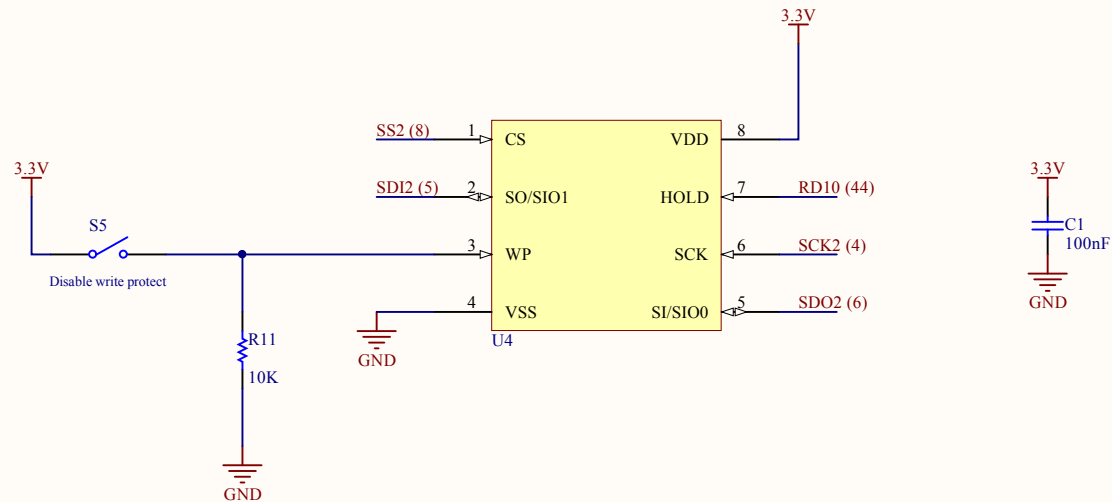 3.3V
SS2 (8)
1
CS
VDD
8
3.3V
SDI2 (5)
2
SO/SIO1
HOLD
7
RD10 (44)
3.3V
S5
Disable write protect
3
WP
SCK
6
SCK2 (4)
C1
100nF
4
VSS
SI/SIO0
5
SDO2 (6)
GND
GND
U4
R11
10K
GND